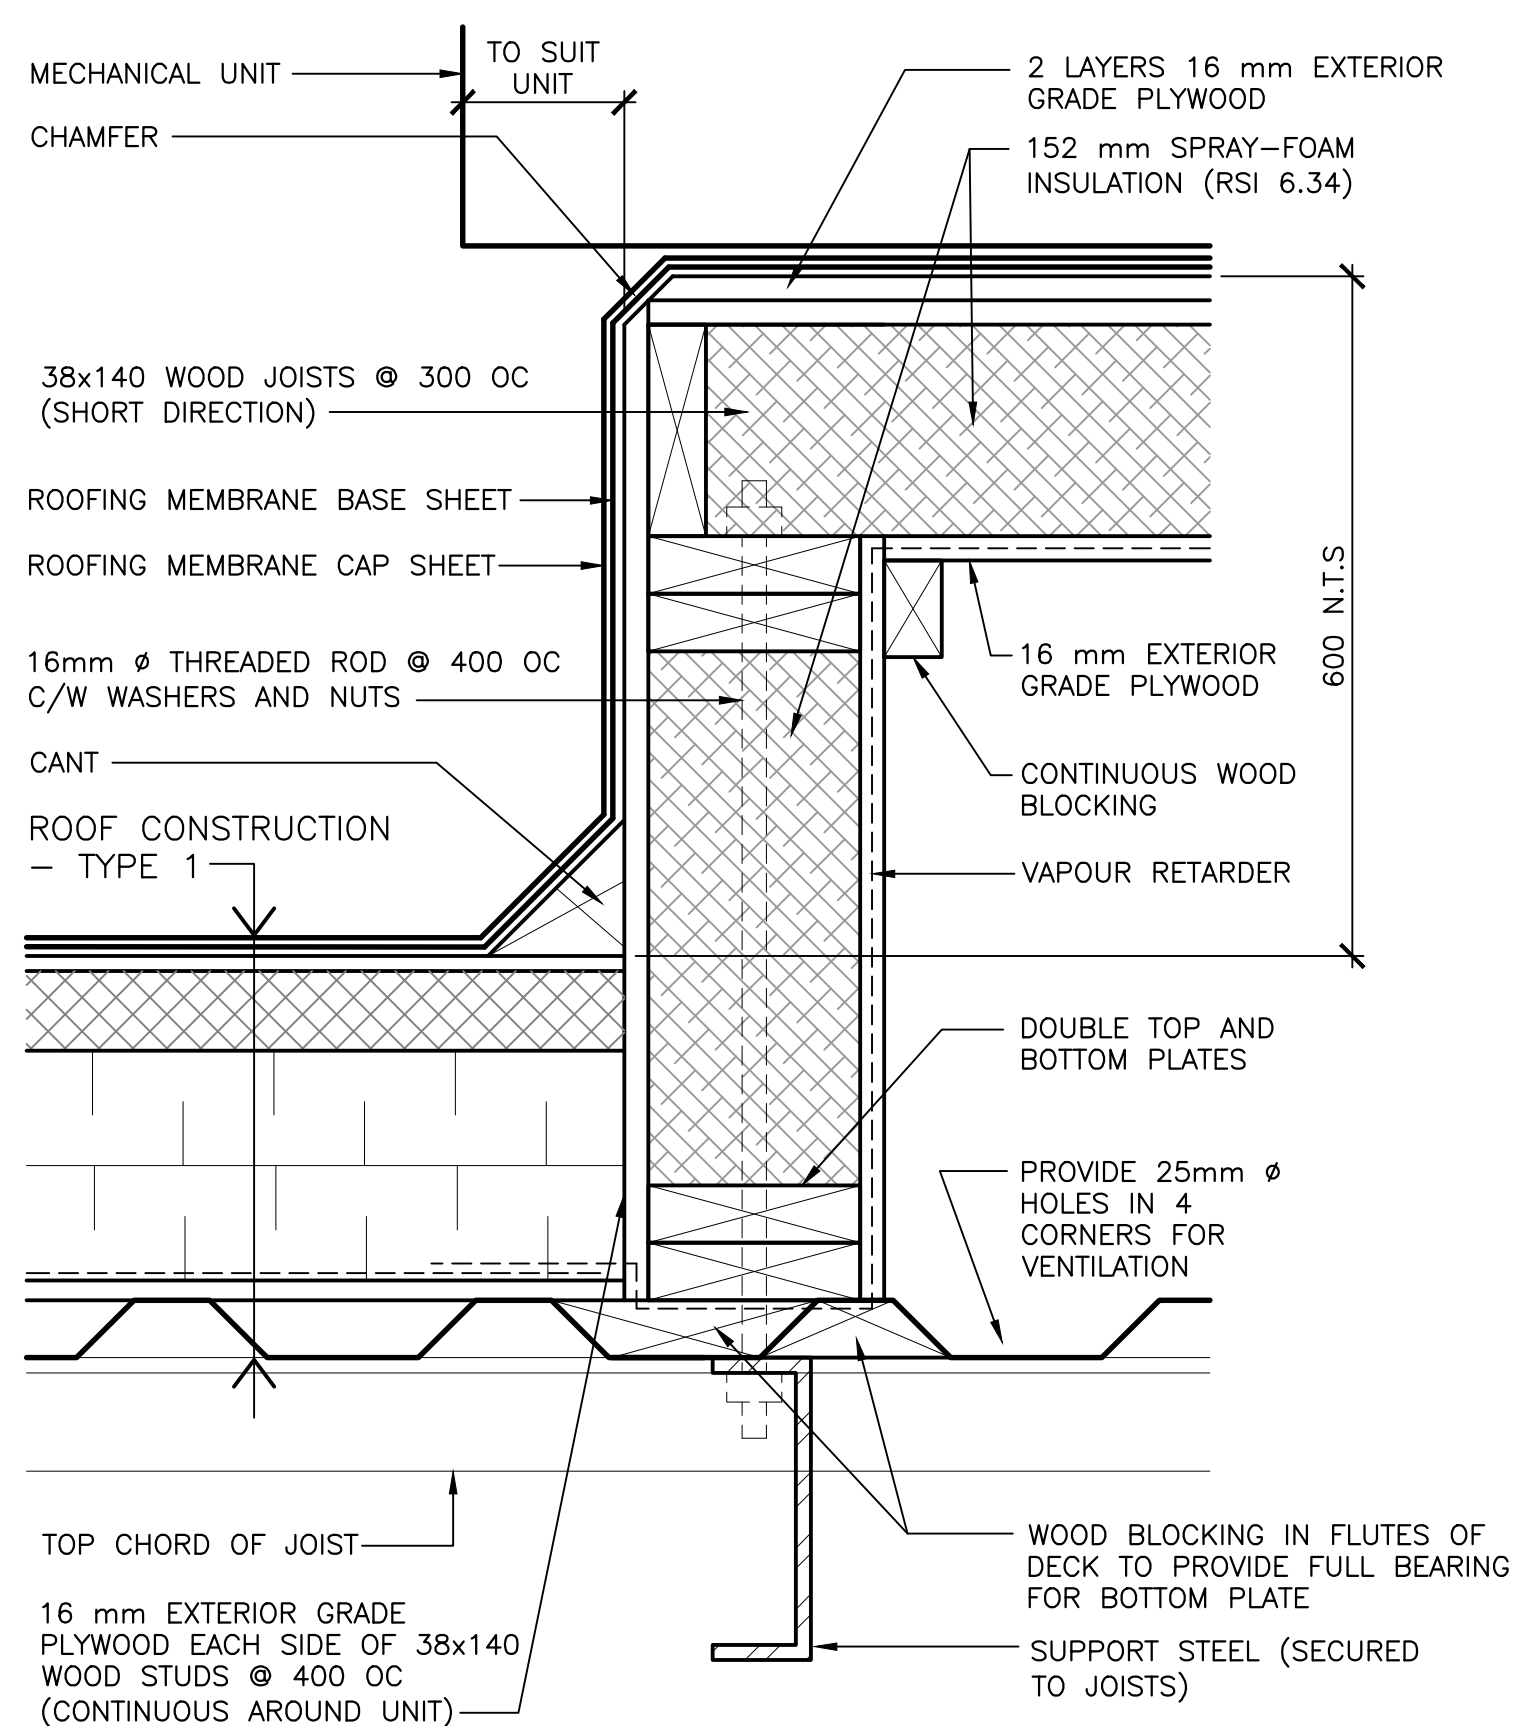 MECHANICAL UNIT
TO SUIT
UNIT
CHAMFER
2 LAYERS 16 mm EXTERIOR
GRADE PLYWOOD
152 mm SPRAY-FOAM
INSULATION (RSI 6.34)
38x140 WOOD JOISTS @ 300 OC
(SHORT DIRECTION)
ROOFING MEMBRANE BASE SHEET
ROOFING MEMBRANE CAP SHEET
16mm ø THREADED ROD @ 400 OC
C/W WASHERS AND NUTS
CANT
ROOF CONSTRUCTION
- TYPE 1
600 N.T.S
16 mm EXTERIOR
GRADE PLYWOOD
CONTINUOUS WOOD
BLOCKING
VAPOUR RETARDER
DOUBLE TOP AND
BOTTOM PLATES
PROVIDE 25mm ø
HOLES IN 4
CORNERS FOR
VENTILATION
TOP CHORD OF JOIST
16 mm EXTERIOR GRADE
PLYWOOD EACH SIDE OF 38x140
WOOD STUDS @ 400 OC
(CONTINUOUS AROUND UNIT)
WOOD BLOCKING IN FLUTES OF
DECK TO PROVIDE FULL BEARING
FOR BOTTOM PLATE
SUPPORT STEEL (SECURED
TO JOISTS)